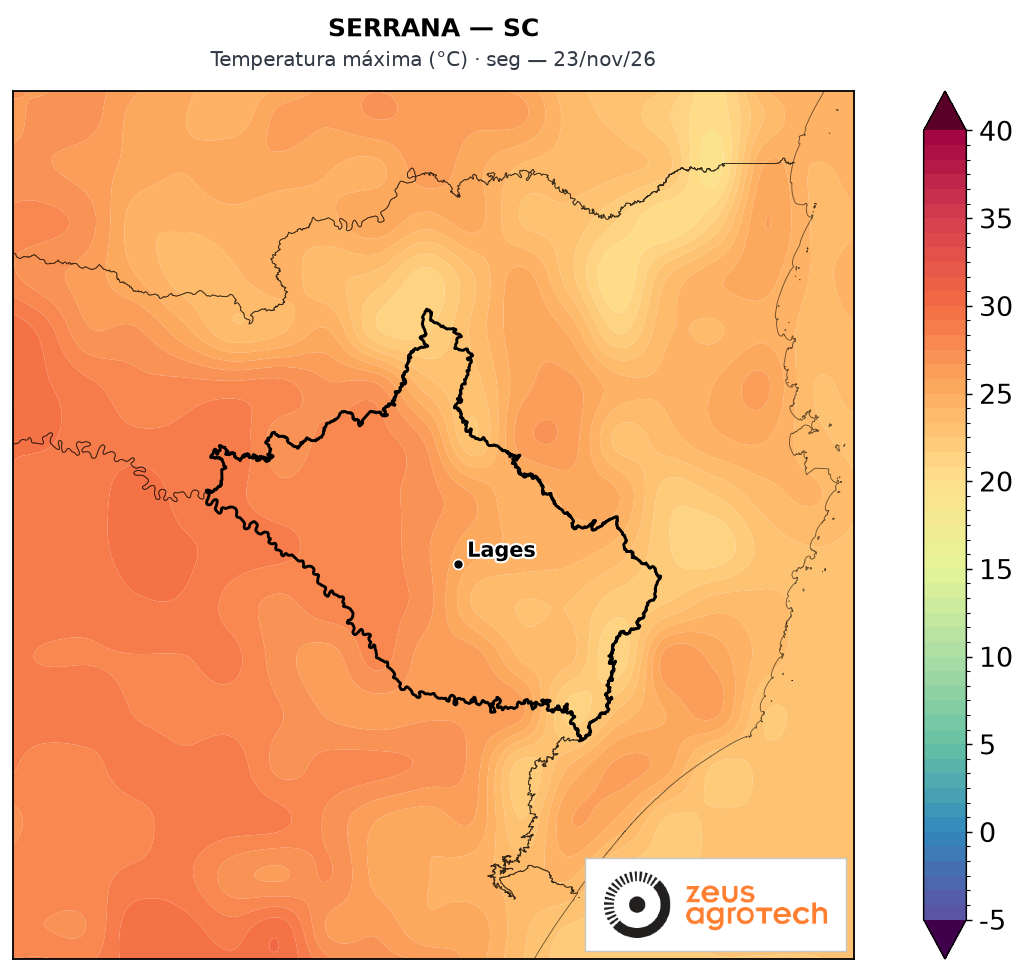 SERRANA — SC
Temperatura máxima (°C) · seg — 23/nov/26
40
35
30
25
20
15
10
5
0
-5
Lages
zeus
agrotech